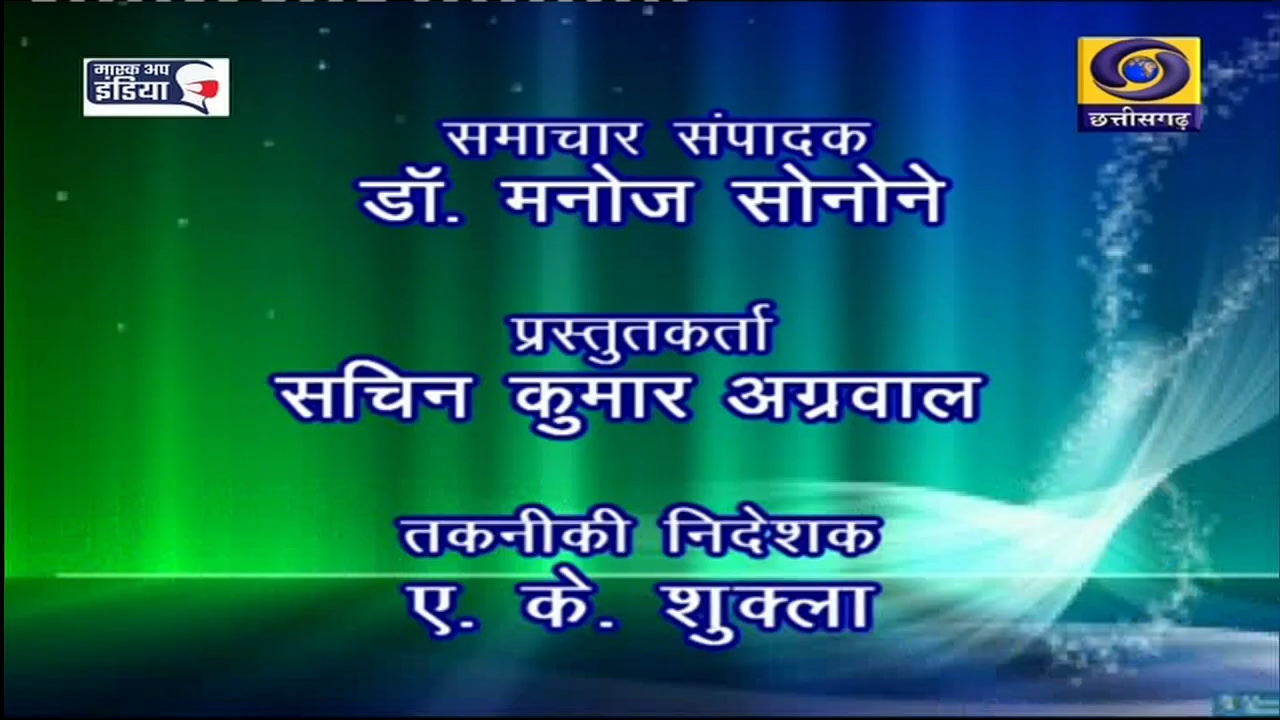 मास्क अप
इंडिया
छत्तीसगढ़
समाचार संपादक
डॉ. मनोज सोनोने
प्रस्तुतकर्ता
सचिन कुमार अग्रवाल
तकनीकी निदेशक
ए. के. शुक्ला